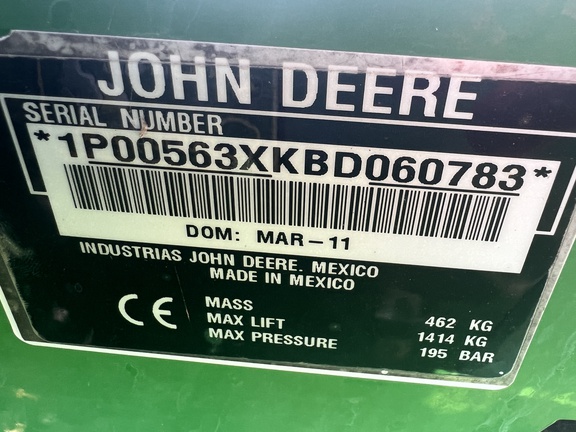 JOHN DEERE
SERIAL NUMBER
*1P00563XKBD060783*
DOM: MAR-11
INDUSTRIAS JOHN DEERE. MEXICO
MADE IN MEXICO
CE
MASS 462 KG
MAX LIFT 1414 KG
MAX PRESSURE 195 BAR